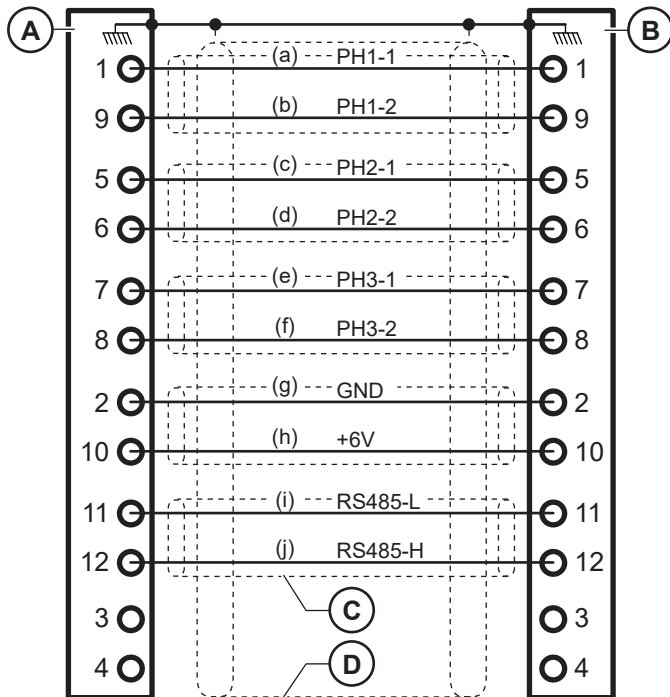 A B
1 (a) PH1-1 1
9 (b) PH1-2 9
5 (c) PH2-1 5
6 (d) PH2-2 6
7 (e) PH3-1 7
8 (f) PH3-2 8
2 (g) GND 2
10 (h) +6V 10
11 (i) RS485-L 11
12 (j) RS485-H 12
C
3 3
D
4 4